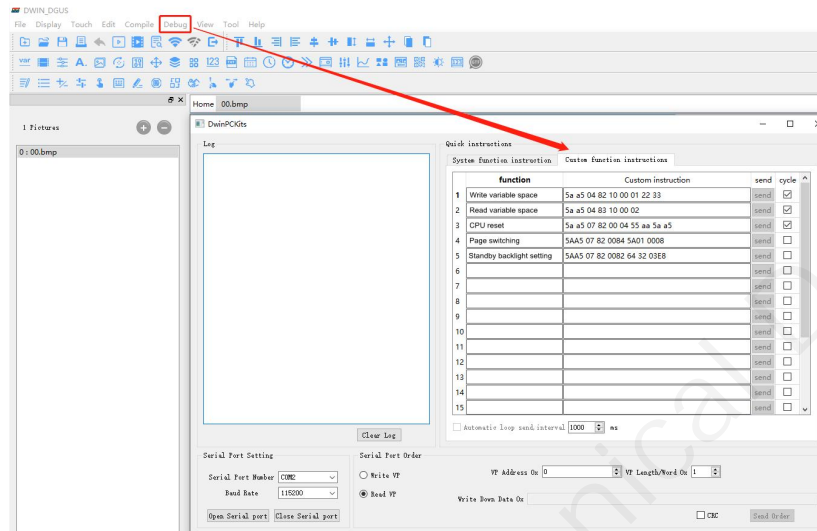 DWIN_DGUS
File Display Touch Edit Compile Debug View Tool Help
Home 00.bmp
1 Pictures
0 : 00.bmp
DwinPCKits
Log
Quick instructions
System function instruction Custom function instructions
function Custom instruction send cycle
1 Write variable space 5a a5 04 82 10 00 01 22 33 send
2 Read variable space 5a a5 04 83 10 00 02 send
3 CPU reset 5a a5 07 82 00 04 55 aa 5a a5 send
4 Page switching 5AA5 07 82 0084 5A01 0008 send
5 Standby backlight setting 5AA5 07 82 0082 64 32 03E8 send
6 send
7 send
8 send
9 send
10 send
11 send
12 send
13 send
14 send
15 send
Automatic loop send, interval 1000 ms
Clear Log
Serial Port Setting
Serial Port Number COM2
Baud Rate 115200
Open Serial port Close Serial port
Serial Port Order
Write VP
Read VP
VP Address 0x 0 VP Length/Word 0x 1
Write Down Data 0x
CRC Send Order